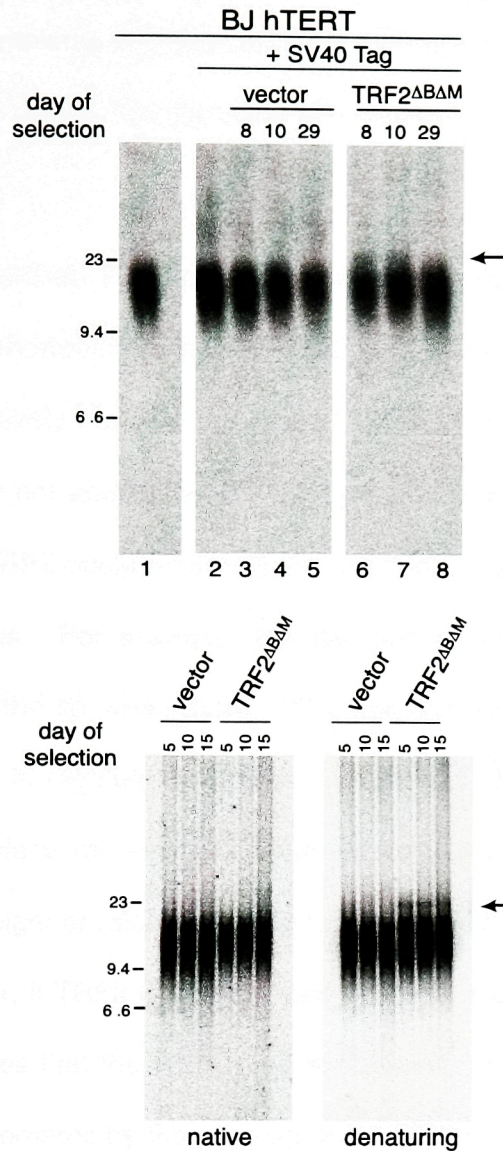 BJ hTERT
+ SV40 Tag
day of selection vector TRF2ΔBΔM
8 10 29 8 10 29
23
9.4
6.6
1 2 3 4 5 6 7 8
vector TRF2ΔBΔM vector TRF2ΔBΔM
day of selection 5 10 15 5 10 15 5 10 15 5 10 15
23
9.4
6.6
native denaturing